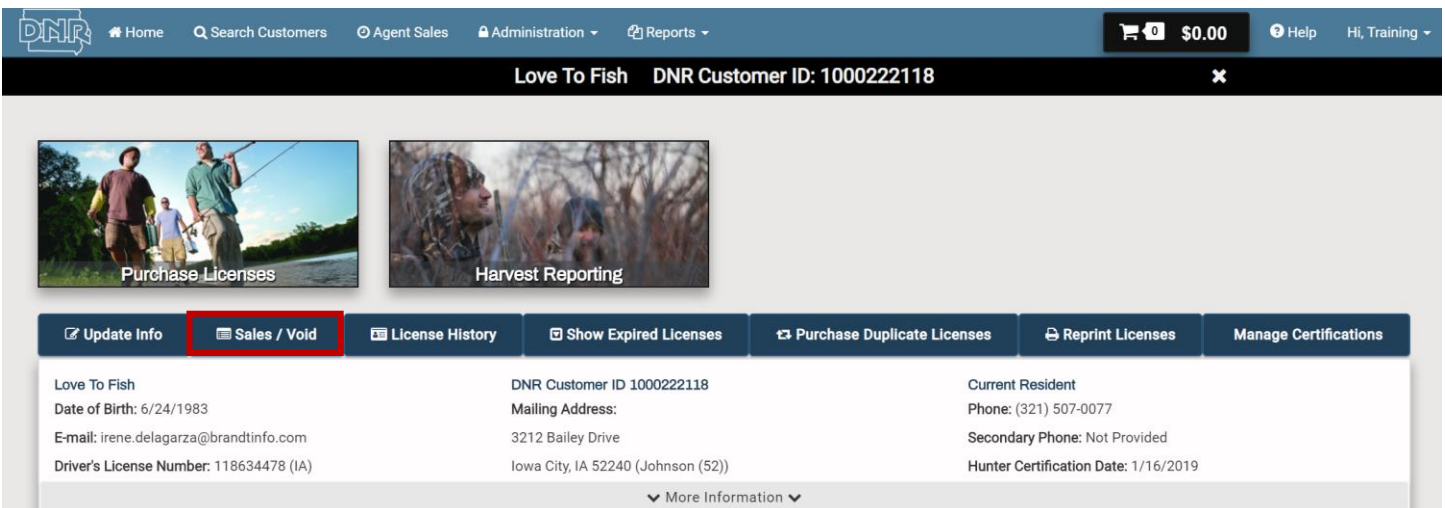 DNR Home Search Customers Agent Sales Administration Reports 0 $0.00 Help Hi, Training
Love To Fish DNR Customer ID: 1000222118
Purchase Licenses Harvest Reporting
Update Info Sales / Void License History Show Expired Licenses Purchase Duplicate Licenses Reprint Licenses Manage Certifications
Love To Fish DNR Customer ID 1000222118 Current Resident
Date of Birth: 6/24/1983 Mailing Address: Phone: (321) 507-0077
E-mail: irene.delagarza@brandtinfo.com 3212 Bailey Drive Secondary Phone: Not Provided
Driver's License Number: 118634478 (IA) Iowa City, IA 52240 (Johnson (52)) Hunter Certification Date: 1/16/2019
More Information